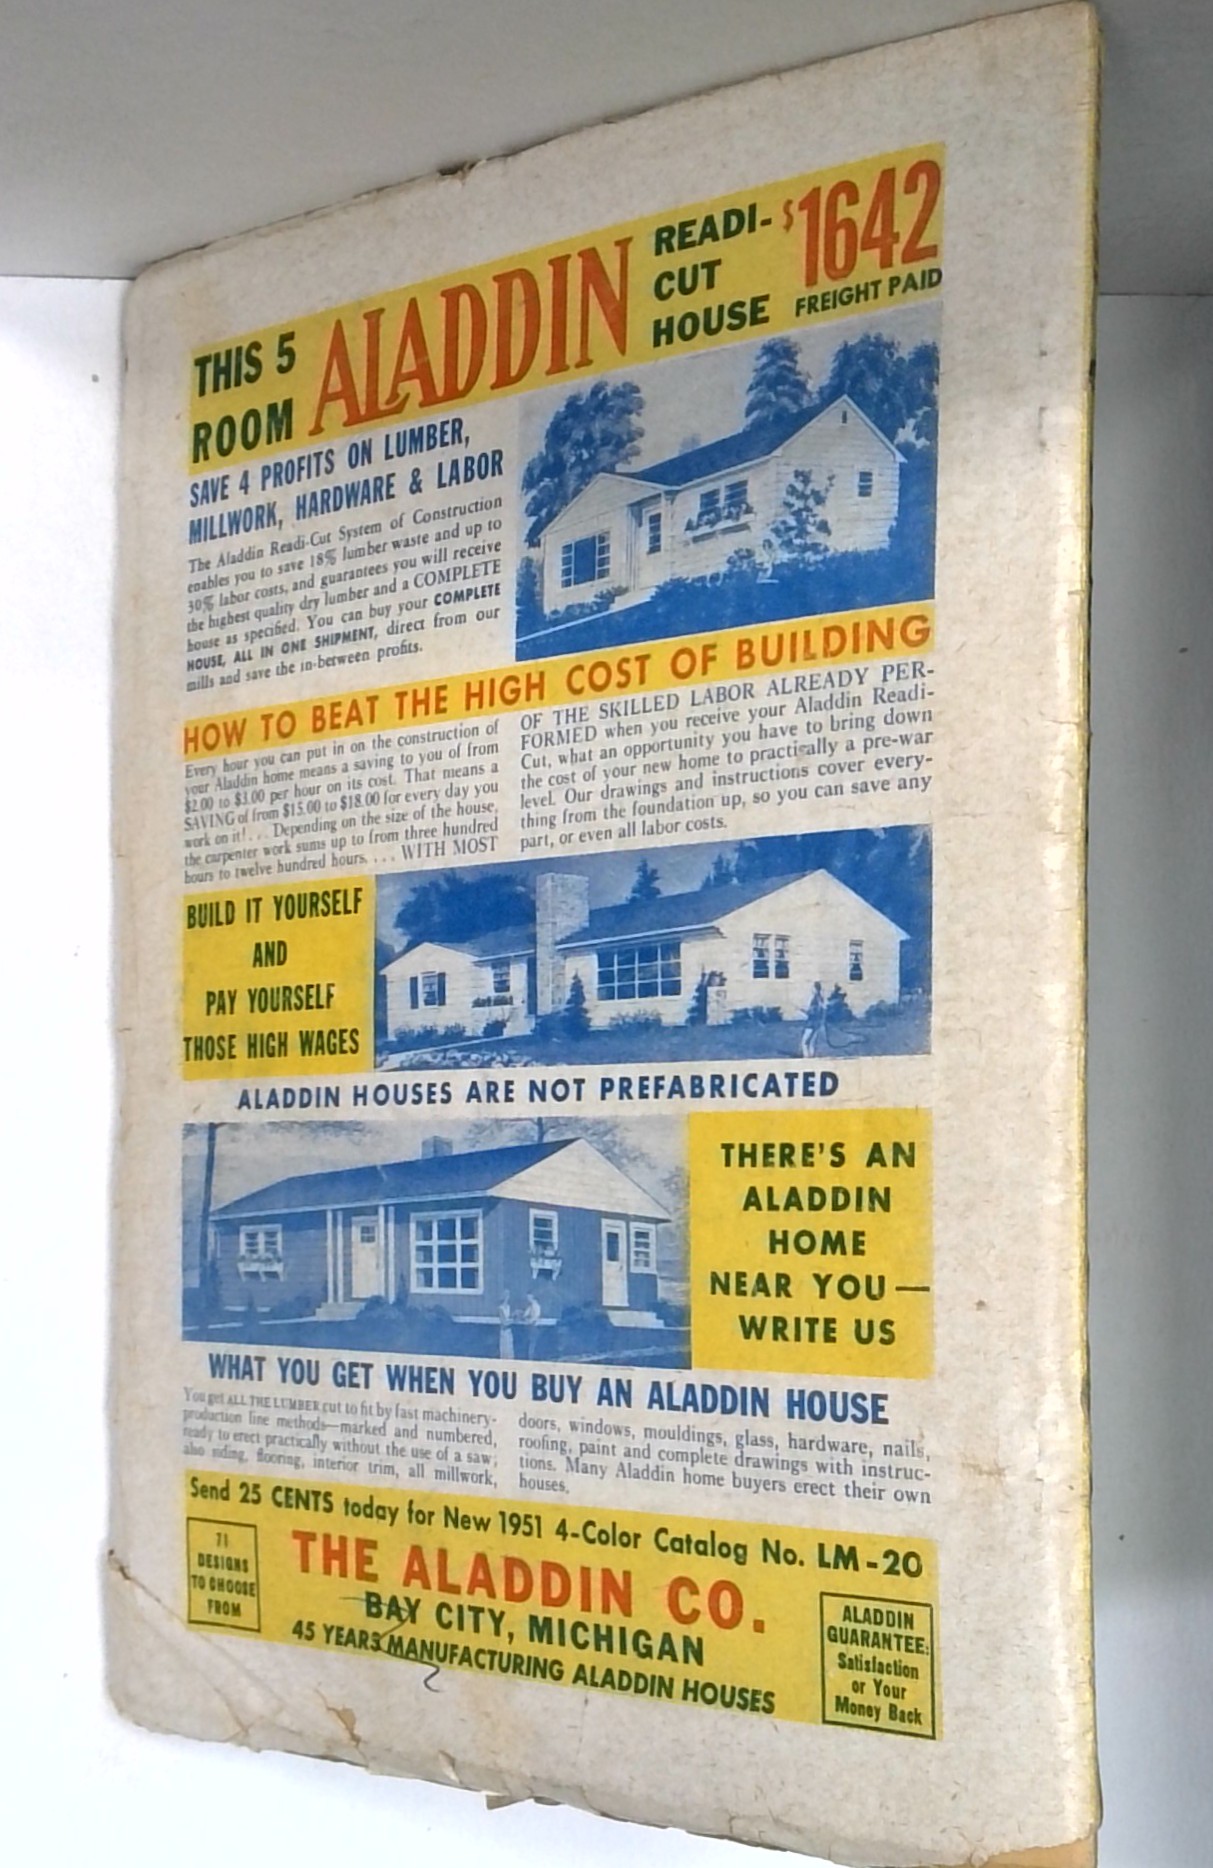 THIS 5
ROOM
ALADDIN
READI-
CUT
HOUSE
$1642
FREIGHT PAID
SAVE 4 PROFITS ON LUMBER,
MILLWORK, HARDWARE & LABOR
The Aladdin Readi-Cut System of Construction
enables you to save 18% lumber waste and up to
30% labor costs, and guarantees you will receive
the highest quality dry lumber and a COMPLETE
house as specified. You can buy your COMPLETE
HOUSE, ALL IN ONE SHIPMENT, direct from our
mills and save the in-between profits.
HOW TO BEAT THE HIGH COST OF BUILDING
Every hour you can put in on the construction of
your Aladdin home means a saving to you of from
$2.00 to $3.00 per hour on its cost. That means a
SAVING of from $15.00 to $18.00 for every day you
work on it! . . . Depending on the size of the house,
the carpenter work sums up to from three hundred
hours to twelve hundred hours. . . . WITH MOST
OF THE SKILLED LABOR ALREADY PER-
FORMED when you receive your Aladdin Readi-
Cut, what an opportunity you have to bring down
the cost of your new home to practically a pre-war
level. Our drawings and instructions cover every-
thing from the foundation up, so you can save any
part, or even all labor costs.
BUILD IT YOURSELF
AND
PAY YOURSELF
THOSE HIGH WAGES
ALADDIN HOUSES ARE NOT PREFABRICATED
THERE'S AN
ALADDIN
HOME
NEAR YOU —
WRITE US
WHAT YOU GET WHEN YOU BUY AN ALADDIN HOUSE
You get ALL THE LUMBER cut to fit by fast machinery-
production line methods—marked and numbered,
ready to erect practically without the use of a saw;
also siding, flooring, interior trim, all millwork,
doors, windows, mouldings, glass, hardware, nails,
roofing, paint and complete drawings with instruc-
tions. Many Aladdin home buyers erect their own
houses.
Send 25 CENTS today for New 1951 4-Color Catalog No. LM-20
71
DESIGNS
TO CHOOSE
FROM
THE ALADDIN CO.
BAY CITY, MICHIGAN
45 YEARS MANUFACTURING ALADDIN HOUSES
ALADDIN
GUARANTEE:
Satisfaction
or Your
Money Back